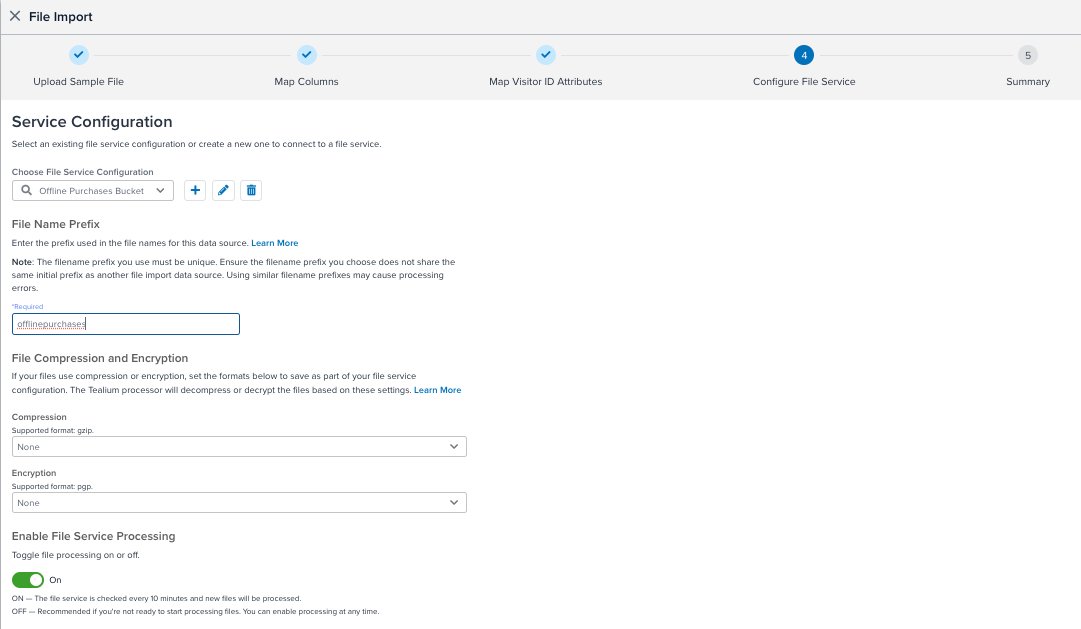 File Import
4
5
Upload Sample File
Map Columns
Map Visitor ID Attributes
Configure File Service
Summary
Service Configuration
Select an existing file service configuration or create a new one to connect to a file service.
Choose File Service Configuration
Offline Purchases Bucket
File Name Prefix
Enter the prefix used in the file names for this data source. Learn More
Note: The filename prefix you use must be unique. Ensure the filename prefix you choose does not share the
same initial prefix as another file import data source. Using similar filename prefixes may cause processing
errors.
*Required
offlinepurchases
File Compression and Encryption
If your files use compression or encryption, set the formats below to save as part of your file service
configuration. The Tealium processor will decompress or decrypt the files based on these settings. Learn More
Compression
Supported format: gzip.
None
Encryption
Supported format: pgp.
None
Enable File Service Processing
Toggle file processing on or off.
On
ON — The file service is checked every 10 minutes and new files will be processed.
OFF — Recommended if you're not ready to start processing files. You can enable processing at any time.